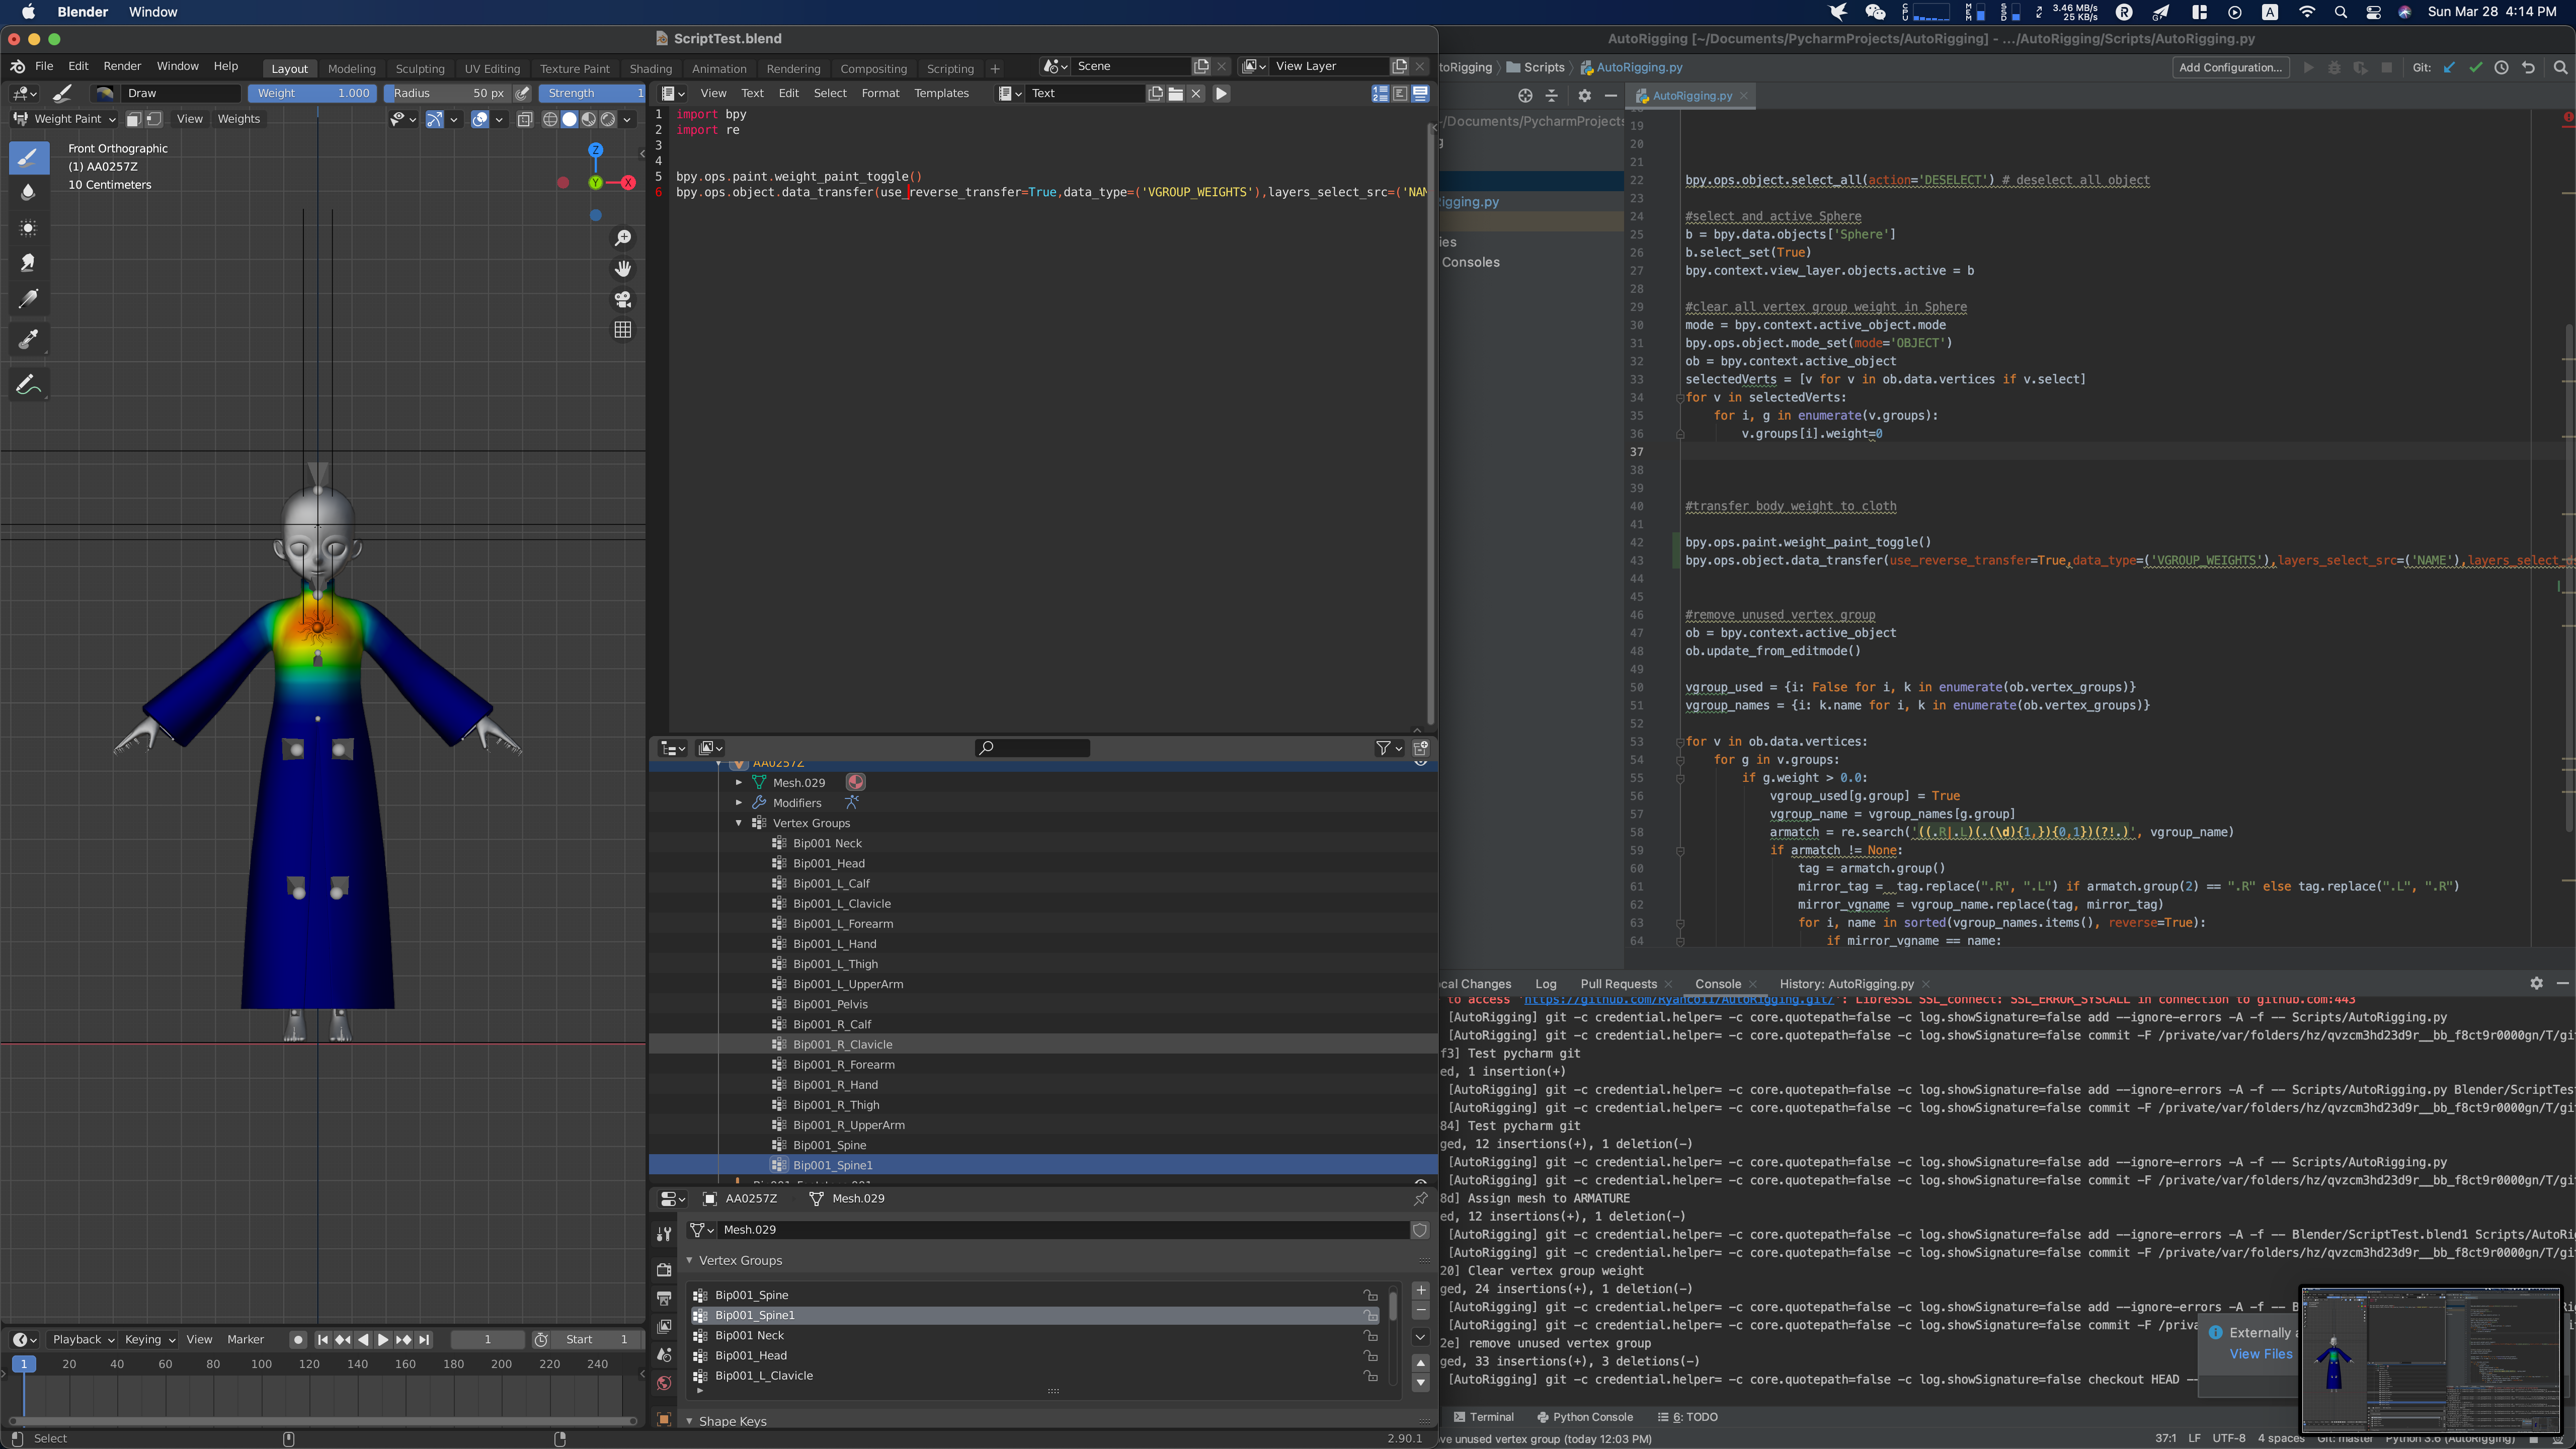 Blender Window
3.46 MB/s
25 KB/s
Sun Mar 28 4:14 PM
ScriptTest.blend
AutoRigging [~/Documents/PycharmProjects/AutoRigging] - .../AutoRigging/Scripts/AutoRigging.py
File Edit Render Window Help Layout Modeling Sculpting UV Editing Texture Paint Shading Animation Rendering Compositing Scripting + Scene View Layer
toRigging Scripts AutoRigging.py Add Configuration... Git:
Draw Weight 1.000 Radius 50 px Strength 1
View Text Edit Select Format Templates Text
AutoRigging.py
Weight Paint View Weights
Front Orthographic
(1) AA0257Z
10 Centimeters
Z
Y
X
1 import bpy
2 import re
3
4
5 bpy.ops.paint.weight_paint_toggle()
6 bpy.ops.object.data_transfer(use_reverse_transfer=True,data_type=('VGROUP_WEIGHTS'),layers_select_src=('NAM
~/Documents/PycharmProjects
igging.py
ies
Consoles
19
20
21
22 bpy.ops.object.select_all(action='DESELECT') # deselect all object
23
24 #select and active Sphere
25 b = bpy.data.objects['Sphere']
26 b.select_set(True)
27 bpy.context.view_layer.objects.active = b
28
29 #clear all vertex group weight in Sphere
30 mode = bpy.context.active_object.mode
31 bpy.ops.object.mode_set(mode='OBJECT')
32 ob = bpy.context.active_object
33 selectedVerts = [v for v in ob.data.vertices if v.select]
34 for v in selectedVerts:
35 for i, g in enumerate(v.groups):
36 v.groups[i].weight=0
37
38
39
40 #transfer body weight to cloth
41
42 bpy.ops.paint.weight_paint_toggle()
43 bpy.ops.object.data_transfer(use_reverse_transfer=True,data_type=('VGROUP_WEIGHTS'),layers_select_src=('NAME'),layers_select_ds
44
45
46 #remove unused vertex group
47 ob = bpy.context.active_object
48 ob.update_from_editmode()
49
50 vgroup_used = {i: False for i, k in enumerate(ob.vertex_groups)}
51 vgroup_names = {i: k.name for i, k in enumerate(ob.vertex_groups)}
52
53 for v in ob.data.vertices:
54 for g in v.groups:
55 if g.weight > 0.0:
56 vgroup_used[g.group] = True
57 vgroup_name = vgroup_names[g.group]
58 armatch = re.search('((.R|.L)(.(\d){1,}){0,1})(?!.)', vgroup_name)
59 if armatch != None:
60 tag = armatch.group()
61 mirror_tag = tag.replace(".R", ".L") if armatch.group(2) == ".R" else tag.replace(".L", ".R")
62 mirror_vgname = vgroup_name.replace(tag, mirror_tag)
63 for i, name in sorted(vgroup_names.items(), reverse=True):
64 if mirror_vgname == name:
AA0257Z
Mesh.029
Modifiers
Vertex Groups
Bip001 Neck
Bip001_Head
Bip001_L_Calf
Bip001_L_Clavicle
Bip001_L_Forearm
Bip001_L_Hand
Bip001_L_Thigh
Bip001_L_UpperArm
Bip001_Pelvis
Bip001_R_Calf
Bip001_R_Clavicle
Bip001_R_Forearm
Bip001_R_Hand
Bip001_R_Thigh
Bip001_R_UpperArm
Bip001_Spine
Bip001_Spine1
AA0257Z Mesh.029
Mesh.029
Vertex Groups
Bip001_Spine
Bip001_Spine1
Bip001 Neck
Bip001_Head
Bip001_L_Clavicle
Shape Keys
cal Changes Log Pull Requests Console History: AutoRigging.py
to access 'https://github.com/Ryanco11/AutoRigging.git/': LibreSSL SSL_connect: SSL_ERROR_SYSCALL in connection to github.com:443
[AutoRigging] git -c credential.helper= -c core.quotepath=false -c log.showSignature=false add --ignore-errors -A -f -- Scripts/AutoRigging.py
[AutoRigging] git -c credential.helper= -c core.quotepath=false -c log.showSignature=false commit -F /private/var/folders/hz/qvzcm3hd23d9r__bb_f8ct9r0000gn/T/git
f3] Test pycharm git
ed, 1 insertion(+)
[AutoRigging] git -c credential.helper= -c core.quotepath=false -c log.showSignature=false add --ignore-errors -A -f -- Scripts/AutoRigging.py Blender/ScriptTes
[AutoRigging] git -c credential.helper= -c core.quotepath=false -c log.showSignature=false commit -F /private/var/folders/hz/qvzcm3hd23d9r__bb_f8ct9r0000gn/T/git
84] Test pycharm git
ged, 12 insertions(+), 1 deletion(-)
[AutoRigging] git -c credential.helper= -c core.quotepath=false -c log.showSignature=false add --ignore-errors -A -f -- Scripts/AutoRigging.py
[AutoRigging] git -c credential.helper= -c core.quotepath=false -c log.showSignature=false commit -F /private/var/folders/hz/qvzcm3hd23d9r__bb_f8ct9r0000gn/T/git
8d] Assign mesh to ARMATURE
ed, 12 insertions(+), 1 deletion(-)
[AutoRigging] git -c credential.helper= -c core.quotepath=false -c log.showSignature=false add --ignore-errors -A -f -- Blender/ScriptTest.blend1 Scripts/AutoRi
[AutoRigging] git -c credential.helper= -c core.quotepath=false -c log.showSignature=false commit -F /private/var/folders/hz/qvzcm3hd23d9r__bb_f8ct9r0000gn/T/git
20] Clear vertex group weight
ged, 24 insertions(+), 1 deletion(-)
[AutoRigging] git -c credential.helper= -c core.quotepath=false -c log.showSignature=false add --ignore-errors -A -f -- B
[AutoRigging] git -c credential.helper= -c core.quotepath=false -c log.showSignature=false commit -F /priva
2e] remove unused vertex group
ged, 33 insertions(+), 3 deletions(-)
[AutoRigging] git -c credential.helper= -c core.quotepath=false -c log.showSignature=false checkout HEAD --
Externally a
View Files
Playback Keying View Marker 1 Start 1
1 20 40 60 80 100 120 140 160 180 200 220 240
Select
2.90.1
Terminal Python Console 6: TODO
ve unused vertex group (today 12:03 PM)
37:1 LF UTF-8 4 spaces Git: master Python 3.6 (AutoRigging)